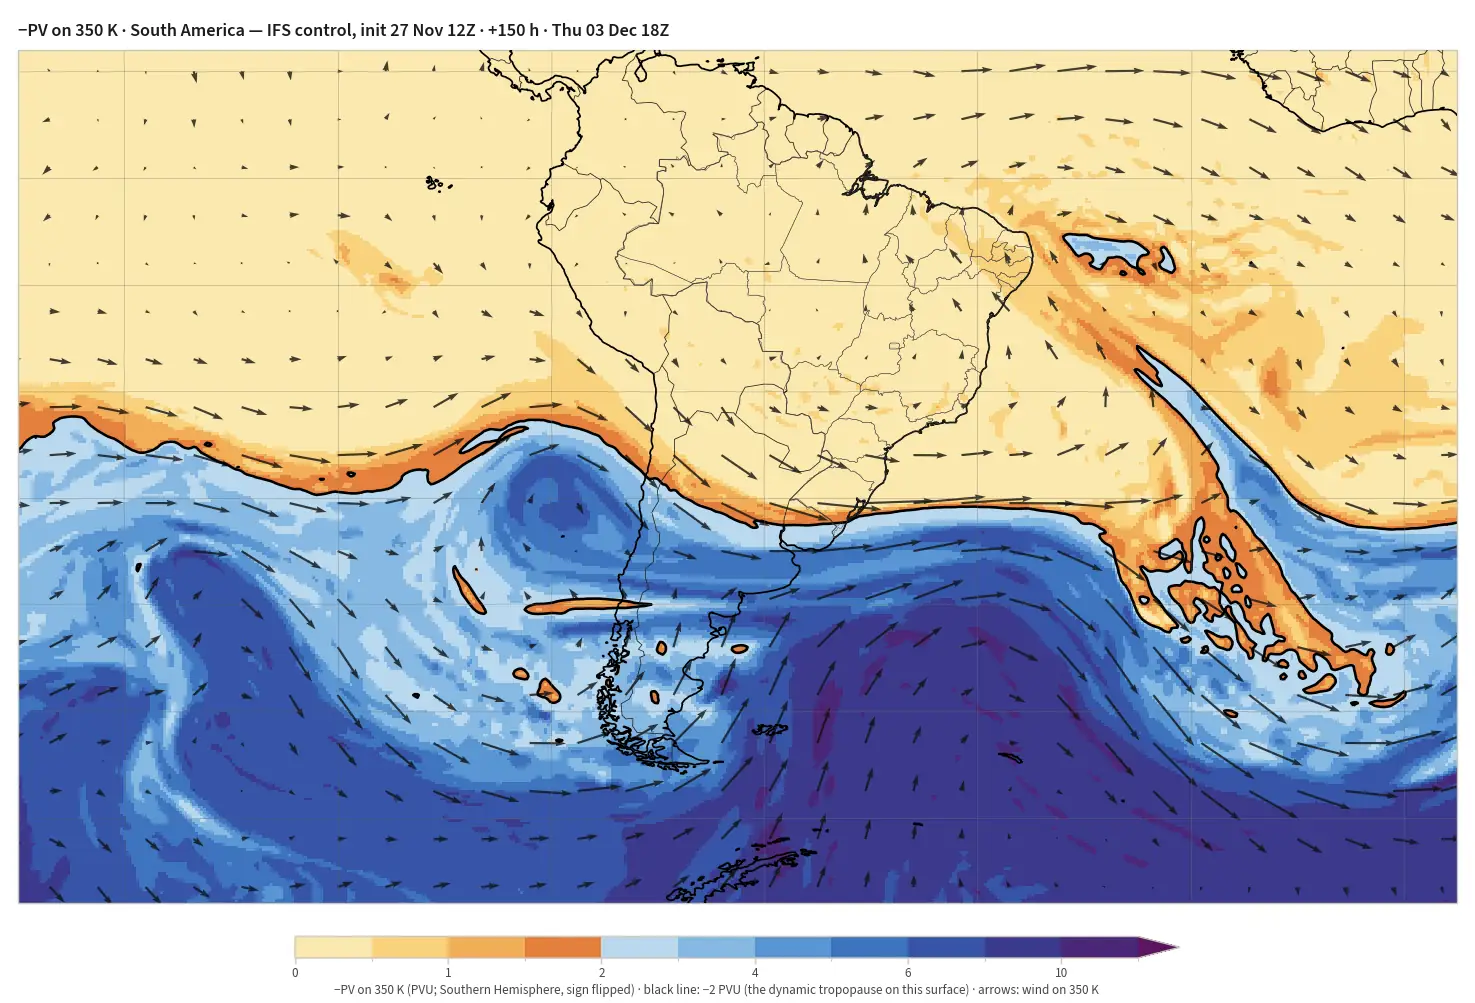 −PV on 350 K · South America — IFS control, init 27 Nov 12Z · +150 h · Thu 03 Dec 18Z
0 1 2 4 6 10
−PV on 350 K (PVU; Southern Hemisphere, sign flipped) · black line: −2 PVU (the dynamic tropopause on this surface) · arrows: wind on 350 K